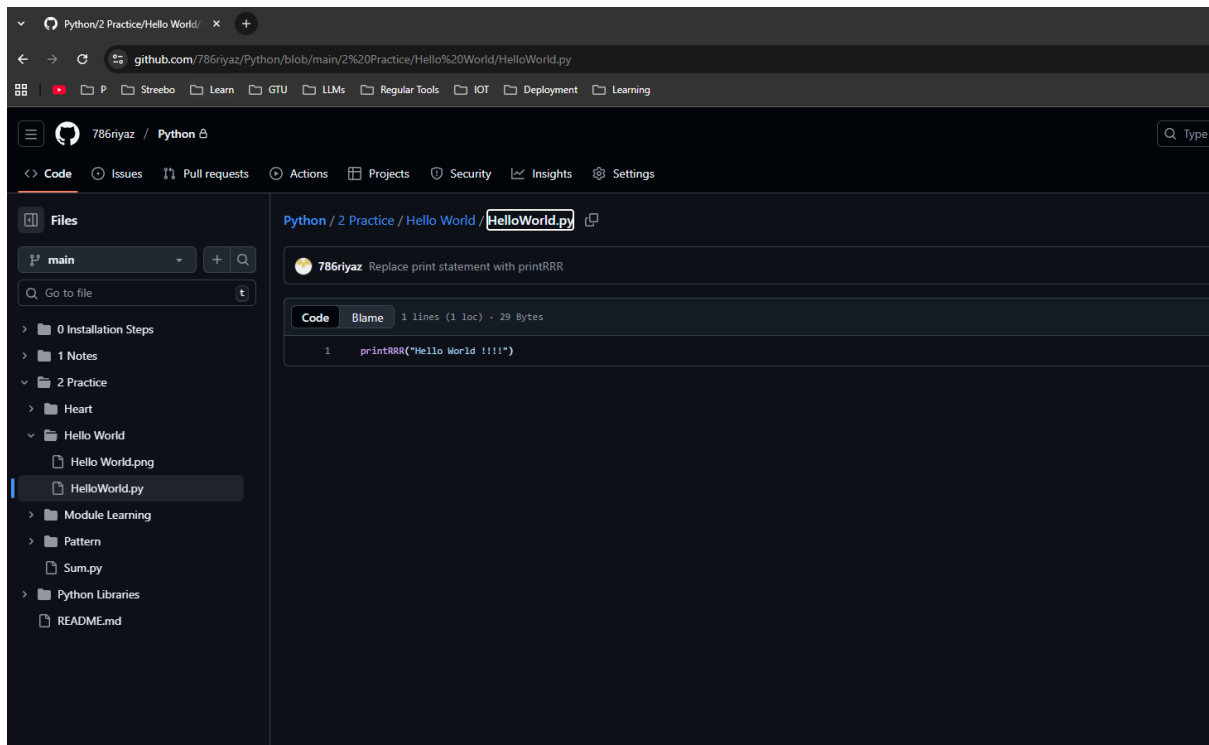 Python/2 Practice/Hello World/
github.com/786riyaz/Python/blob/main/2%20Practice/Hello%20World/HelloWorld.py
P Streebo Learn GTU LLMs Regular Tools IOT Deployment Learning
786riyaz / Python
Type
<> Code Issues Pull requests Actions Projects Security Insights Settings
Files
Python / 2 Practice / Hello World / HelloWorld.py
main
786riyaz Replace print statement with printRRR
Go to file t
Code Blame 1 lines (1 loc) · 29 Bytes
0 Installation Steps
1 printRRR("Hello World !!!!")
1 Notes
2 Practice
Heart
Hello World
Hello World.png
HelloWorld.py
Module Learning
Pattern
Sum.py
Python Libraries
README.md